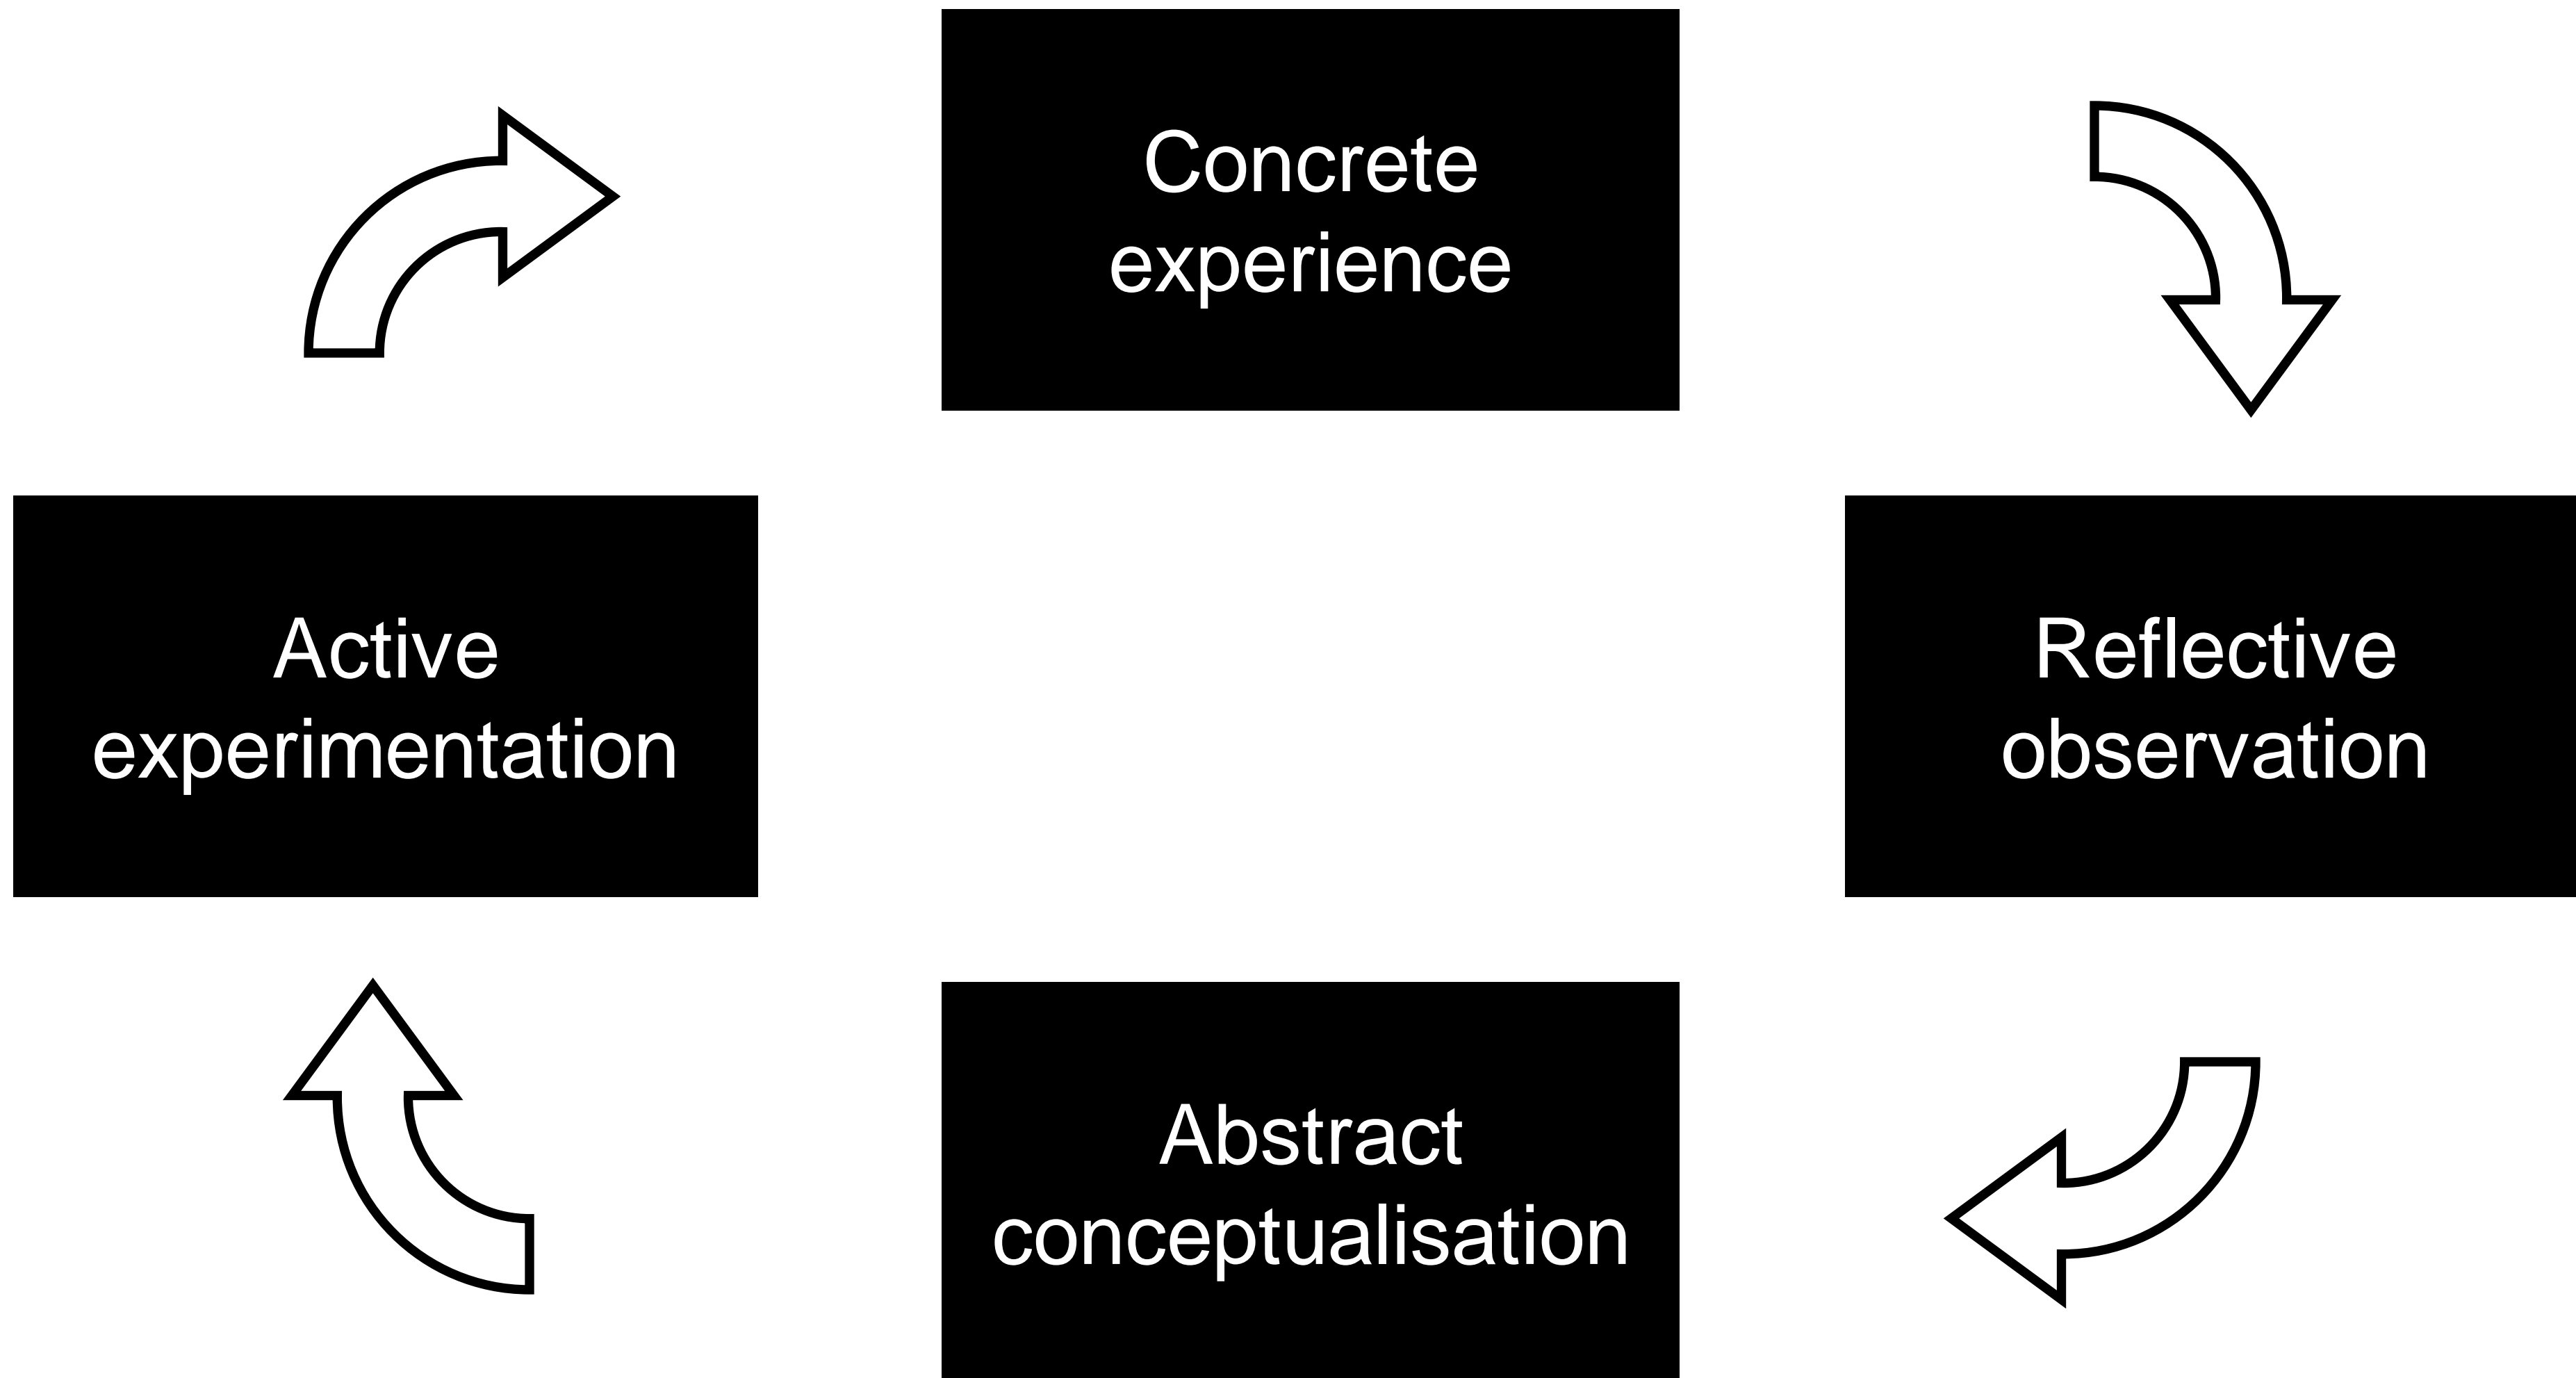 Concrete
experience
Active
experimentation
Reflective
observation
Abstract
conceptualisation